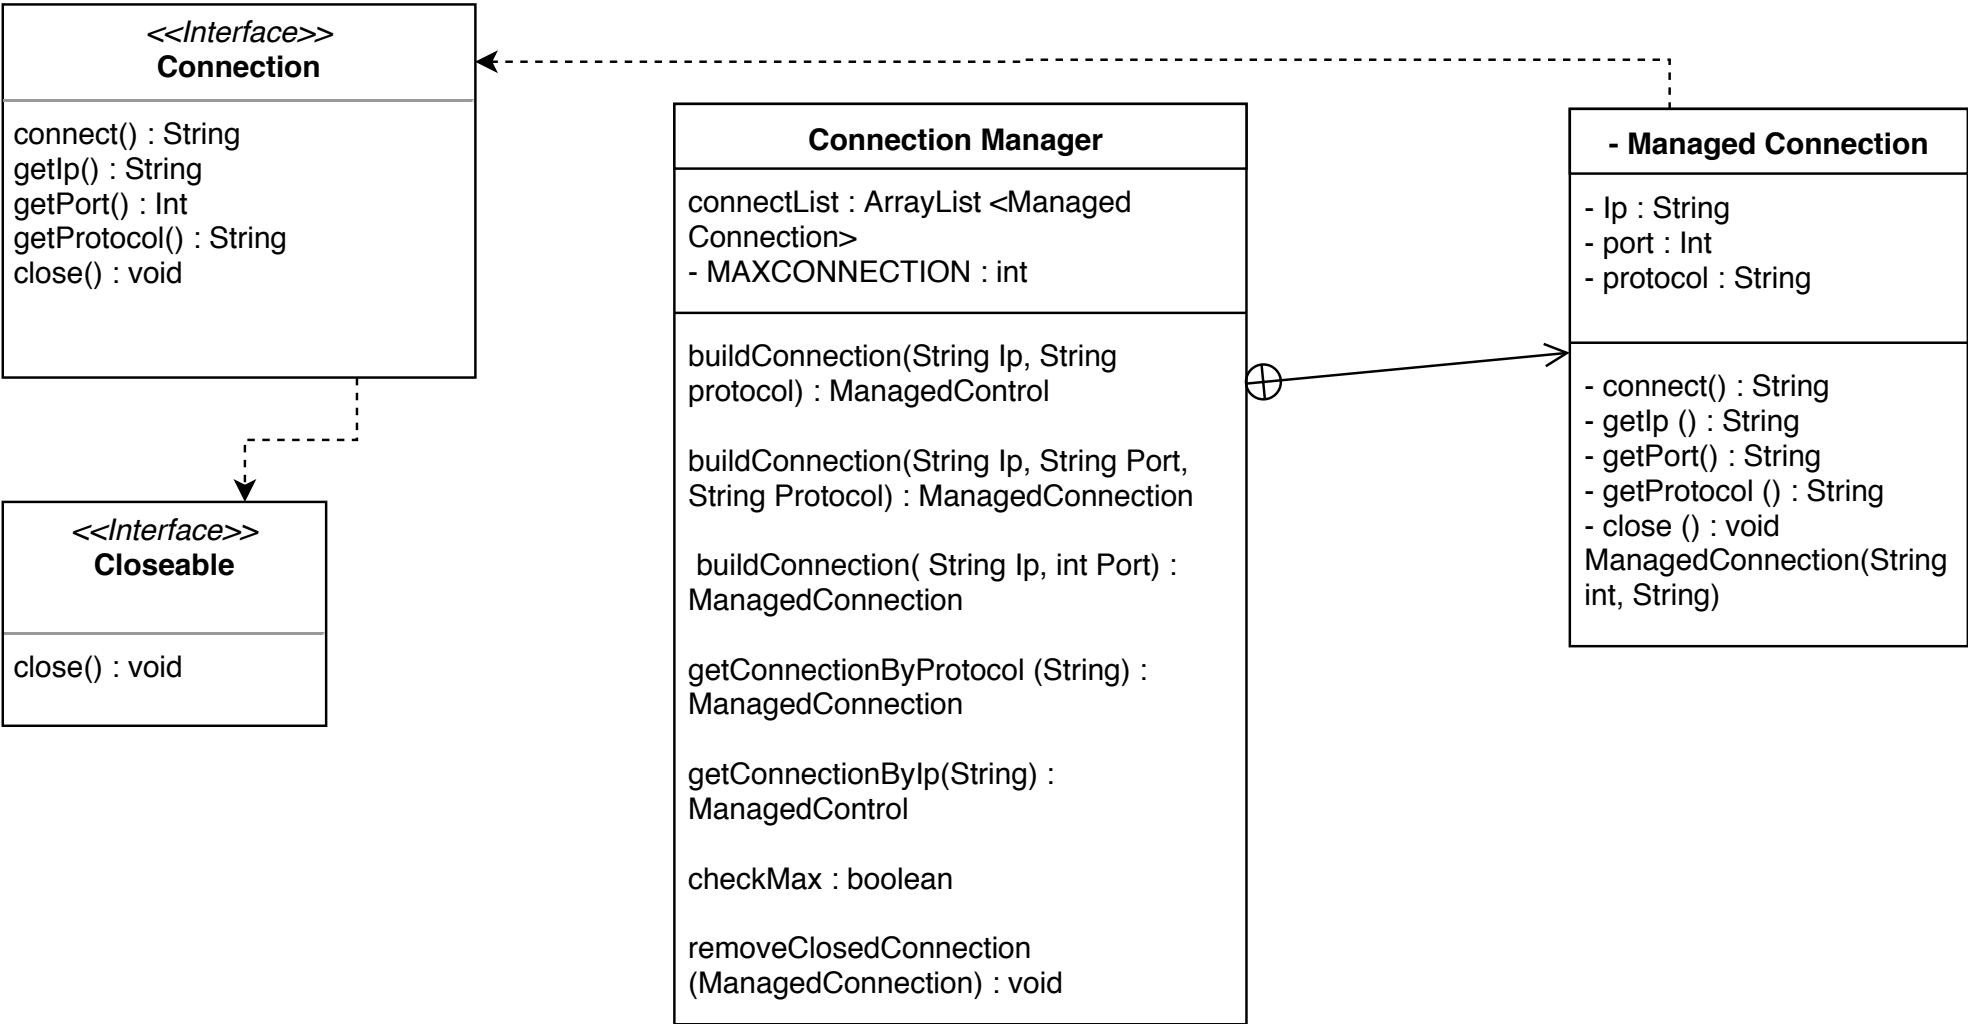 <<Interface>>
Connection
connect() : String
getIp() : String
getPort() : Int
getProtocol() : String
close() : void
<<Interface>>
Closeable
close() : void
Connection Manager
connectList : ArrayList <Managed
Connection>
- MAXCONNECTION : int
buildConnection(String Ip, String
protocol) : ManagedControl
buildConnection(String Ip, String Port,
String Protocol) : ManagedConnection
buildConnection( String Ip, int Port) :
ManagedConnection
getConnectionByProtocol (String) :
ManagedConnection
getConnectionByIp(String) :
ManagedControl
checkMax : boolean
removeClosedConnection
(ManagedConnection) : void
- Managed Connection
- Ip : String
- port : Int
- protocol : String
- connect() : String
- getIp () : String
- getPort() : String
- getProtocol () : String
- close () : void
ManagedConnection(String
int, String)